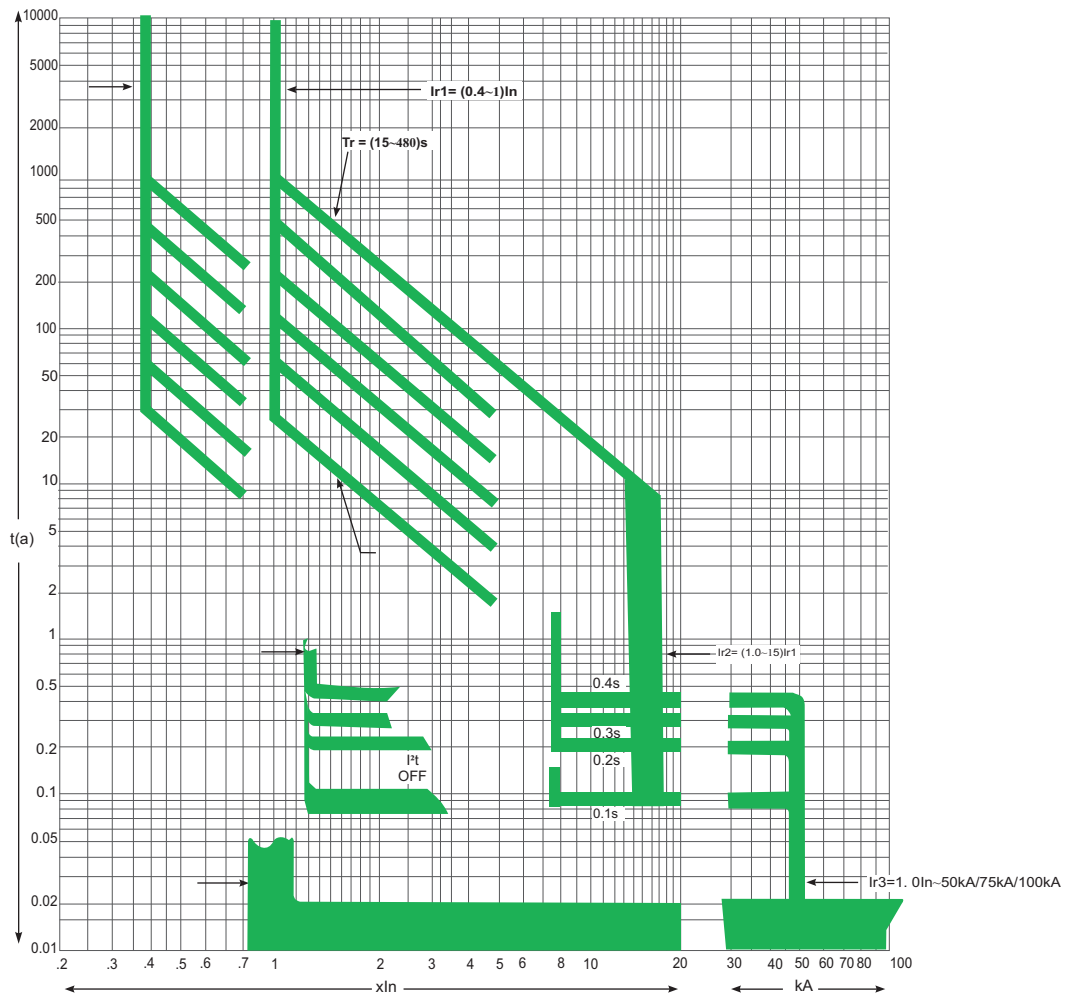 10000
5000
2000
1000
500
200
100
50
20
10
5
2
1
0.5
0.2
0.1
0.05
0.02
0.01
t(a)
Ir1= (0.4~1)In
Tr = (15~480)s
Ir2= (1.0~15)Ir1
0.4s
0.3s
0.2s
0.1s
I²t
OFF
Ir3=1. 0In~50kA/75kA/100kA
.2 .3 .4 .5 .6 .7 1 2 3 4 5 6 8 10 20 30 40 50 60 70 80 100
xIn kA